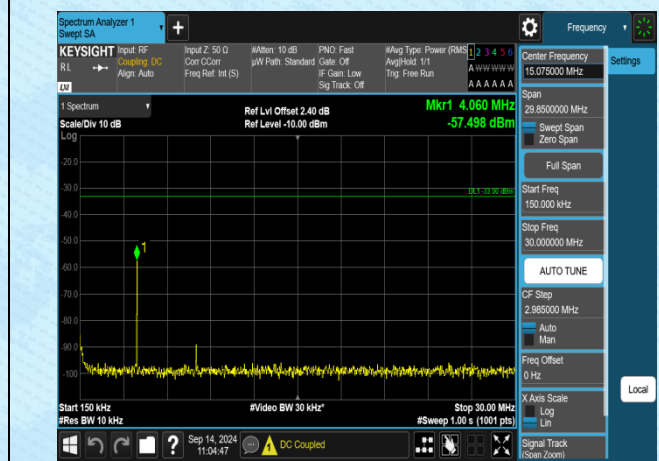 Spectrum Analyzer 1
Swept SA
+
Frequency
KEYSIGHT
RL
LXI
Input: RF
Coupling: DC
Align: Auto
Input Z: 50 Ω
Corr CCorr
Freq Ref: Int (S)
#Atten: 10 dB
µW Path: Standard
PNO: Fast
Gate: Off
IF Gain: Low
Sig Track: Off
#Avg Type: Power (RMS
Avg|Hold: 1/1
Trig: Free Run
1 2 3 4 5 6
A W W W W W
A A A A A A
1 Spectrum
Scale/Div 10 dB
Log
Ref Lvl Offset 2.40 dB
Ref Level -10.00 dBm
Mkr1 4.060 MHz
-57.498 dBm
-20.0
-30.0
DL1 -33.00 dBm
-40.0
-50.0
1
-60.0
-70.0
-80.0
-90.0
-100
Start 150 kHz
#Res BW 10 kHz
#Video BW 30 kHz*
Stop 30.00 MHz
#Sweep 1.00 s (1001 pts)
?
Sep 14, 2024
11:04:47
DC Coupled
Center Frequency
15.075000 MHz
Span
29.8500000 MHz
Swept Span
Zero Span
Full Span
Start Freq
150.000 kHz
Stop Freq
30.000000 MHz
AUTO TUNE
CF Step
2.985000 MHz
Auto
Man
Freq Offset
0 Hz
X Axis Scale
Log
Lin
Signal Track
(Span Zoom)
Settings
Local